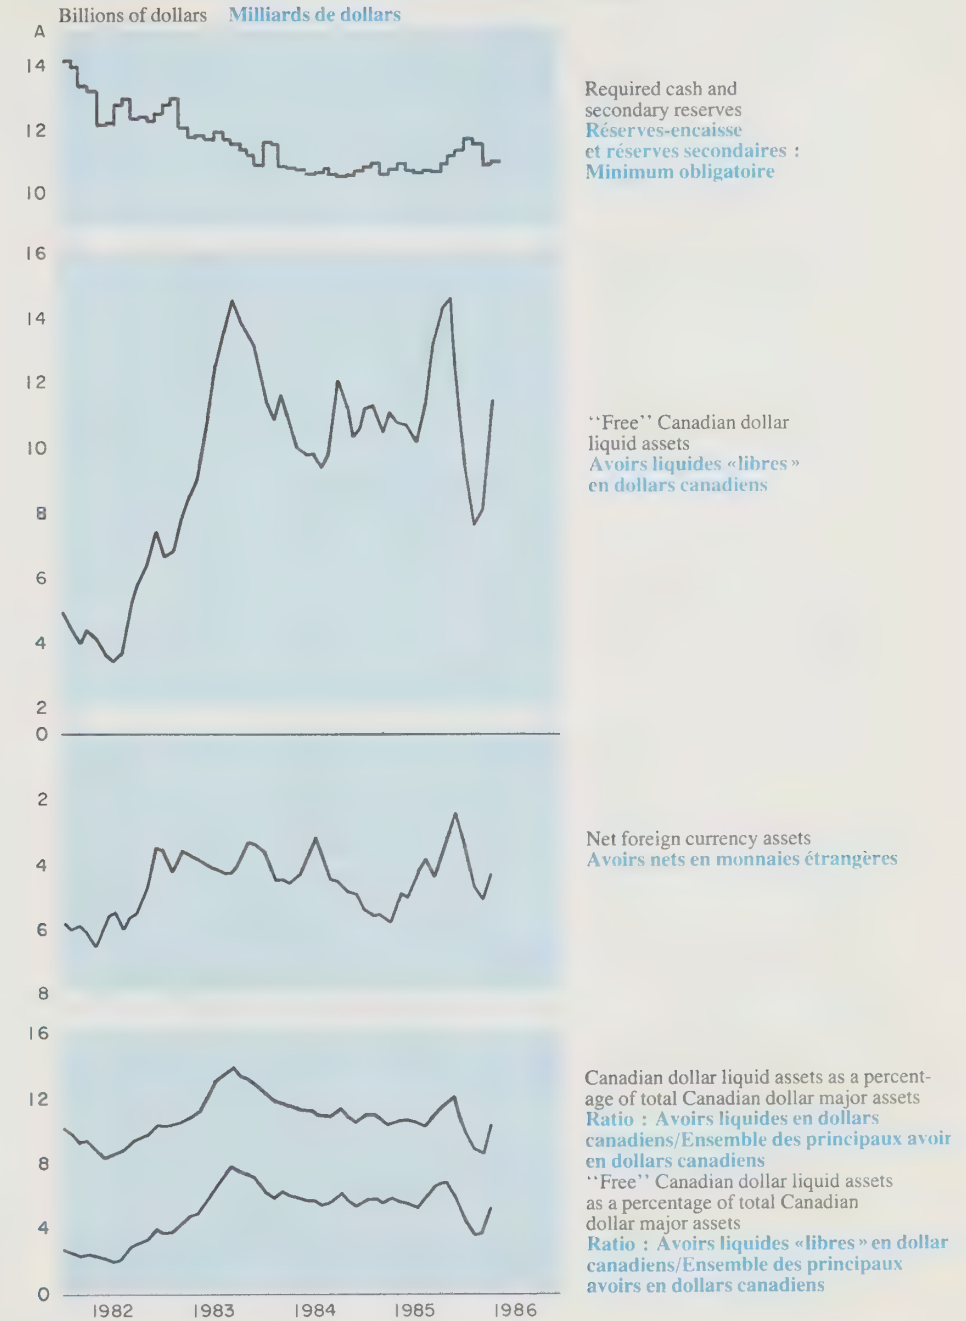 Billions of dollars Milliards de dollars
A
14
12
10
Required cash and
secondary reserves
Réserves-encaisse
et réserves secondaires :
Minimum obligatoire
16
14
12
10
8
6
4
2
0
"Free" Canadian dollar
liquid assets
Avoirs liquides «libres»
en dollars canadiens
2
4
6
8
Net foreign currency assets
Avoirs nets en monnaies étrangères
16
12
8
4
0
Canadian dollar liquid assets as a percent-
age of total Canadian dollar major assets
Ratio : Avoirs liquides en dollars
canadiens/Ensemble des principaux avoir
en dollars canadiens
"Free" Canadian dollar liquid assets
as a percentage of total Canadian
dollar major assets
Ratio : Avoirs liquides «libres» en dollar
canadiens/Ensemble des principaux
avoirs en dollars canadiens
1982 1983 1984 1985 1986